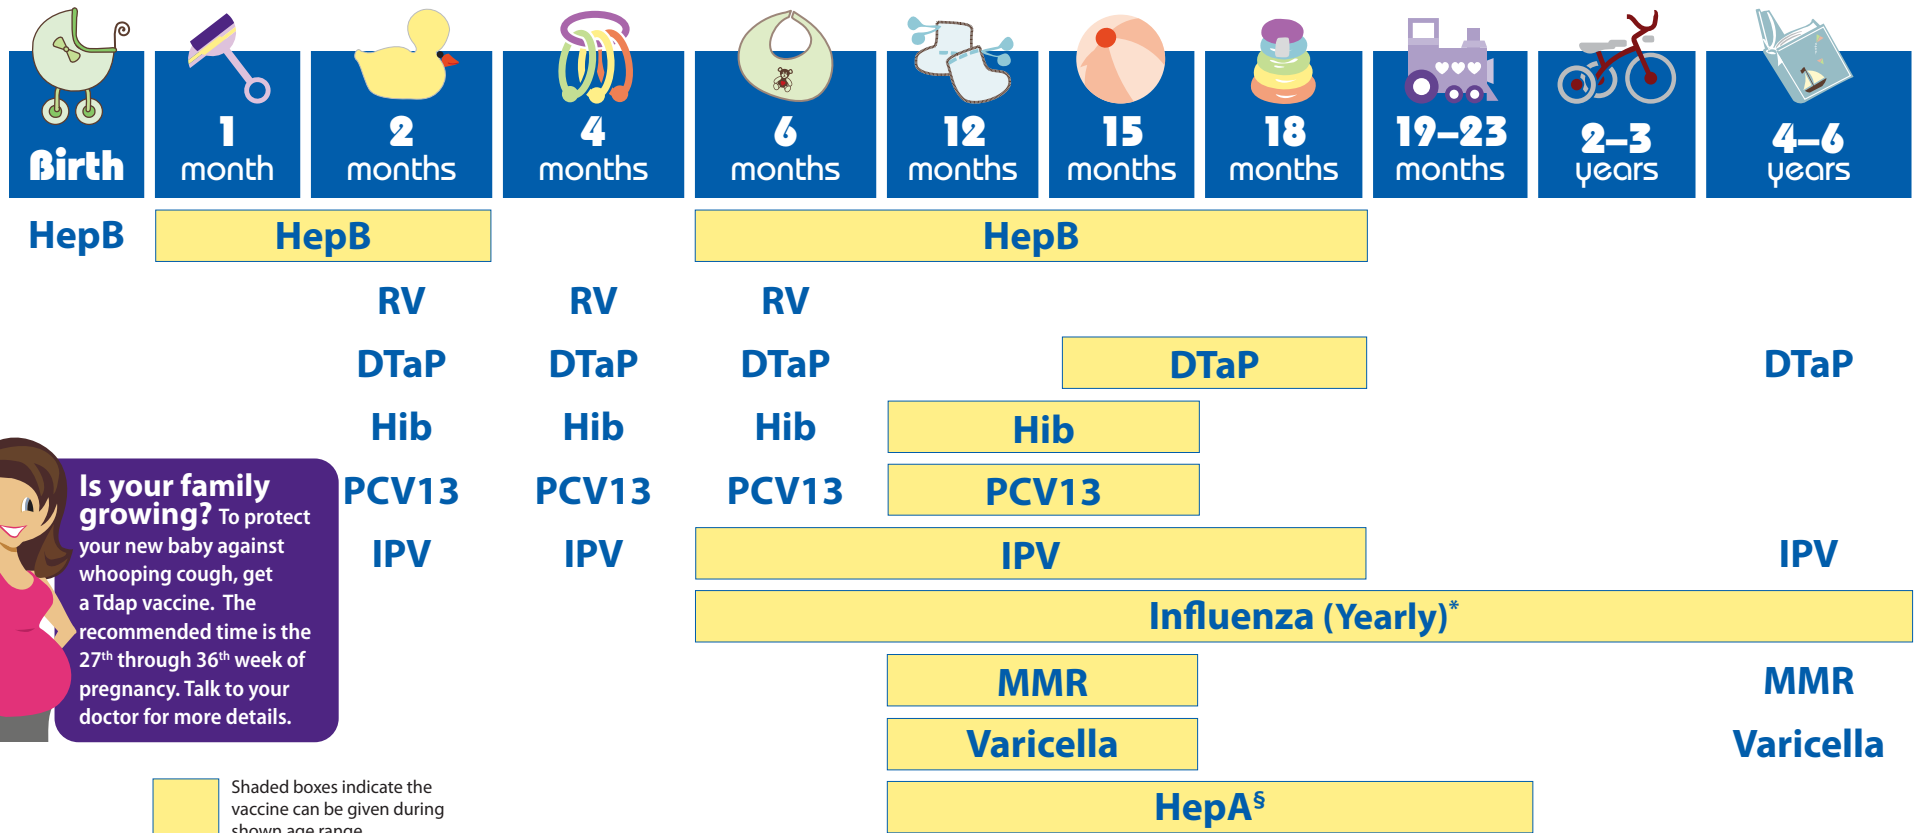 Birth
1
month
2
months
4
months
6
months
12
months
15
months
18
months
19–23
months
2–3
years
4–6
years
HepB HepB HepB
RV RV RV
DTaP DTaP DTaP DTaP DTaP
Hib Hib Hib Hib
PCV13 PCV13 PCV13 PCV13
IPV IPV IPV IPV
Influenza (Yearly)*
MMR MMR
Varicella Varicella
HepA§
Is your family
growing? To protect
your new baby against
whooping cough, get
a Tdap vaccine. The
recommended time is the
27th through 36th week of
pregnancy. Talk to your
doctor for more details.
Shaded boxes indicate the
vaccine can be given during
shown age range